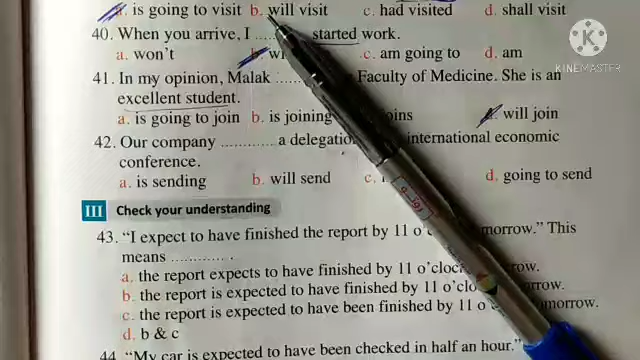 a. is going to visit b. will visit c. had visited d. shall visit
40. When you arrive, I .... started work.
a. won't b. c. am going to d. am
41. In my opinion, Malak ..... Faculty of Medicine. She is an
excellent student.
a. is going to join b. is joining d. will join
42. Our company ............ a international economic
conference.
a. is sending b. will send c. d. going to send
III Check your understanding
43. “I expect to have finished the report by 11 This
means ............. .
a. the report expects to have finished by 11
b. the report is expected to have finished by 11
c. the report is expected to have been finished by 11
d. b & c
44. “My car is expected to have been checked in half an hour.”
KINEMASTER